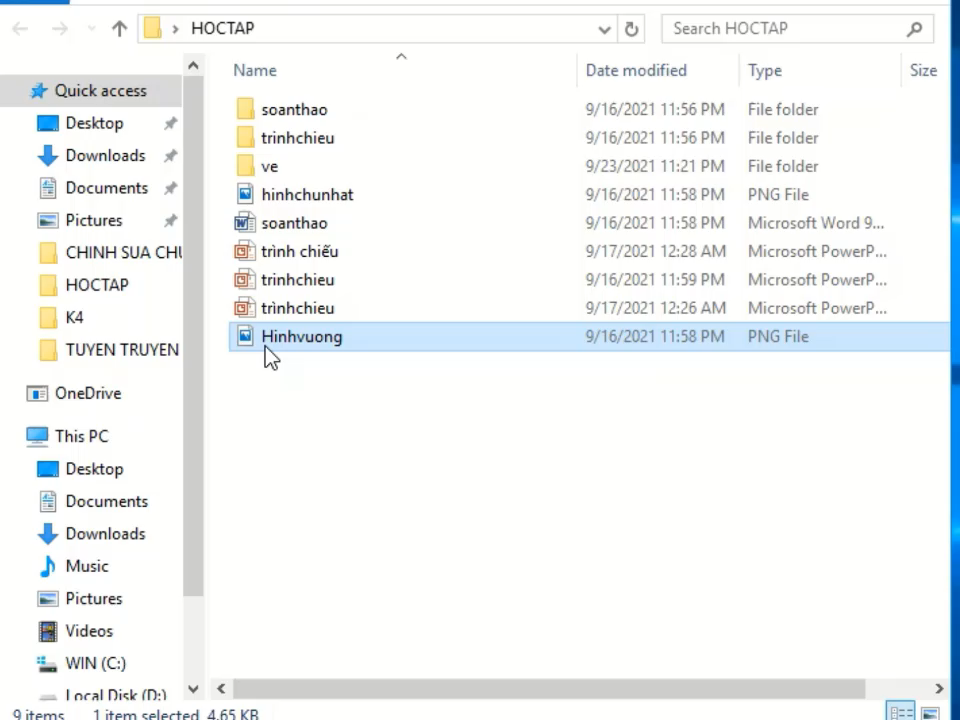 HOCTAP
Search HOCTAP
Name
Date modified
Type
Size
Quick access
Desktop
Downloads
Documents
Pictures
CHINH SUA CHU
HOCTAP
K4
TUYEN TRUYEN
OneDrive
This PC
Desktop
Documents
Downloads
Music
Pictures
Videos
WIN (C:)
Local Disk (D:)
soanthao 9/16/2021 11:56 PM File folder
trinhchieu 9/16/2021 11:56 PM File folder
ve 9/23/2021 11:21 PM File folder
hinhchunhat 9/16/2021 11:58 PM PNG File
soanthao 9/16/2021 11:58 PM Microsoft Word 9...
trình chiếu 9/17/2021 12:28 AM Microsoft PowerP...
trinhchieu 9/16/2021 11:59 PM Microsoft PowerP...
trìnhchieu 9/17/2021 12:26 AM Microsoft PowerP...
Hinhvuong 9/16/2021 11:58 PM PNG File
9 items 1 item selected 4.65 KB